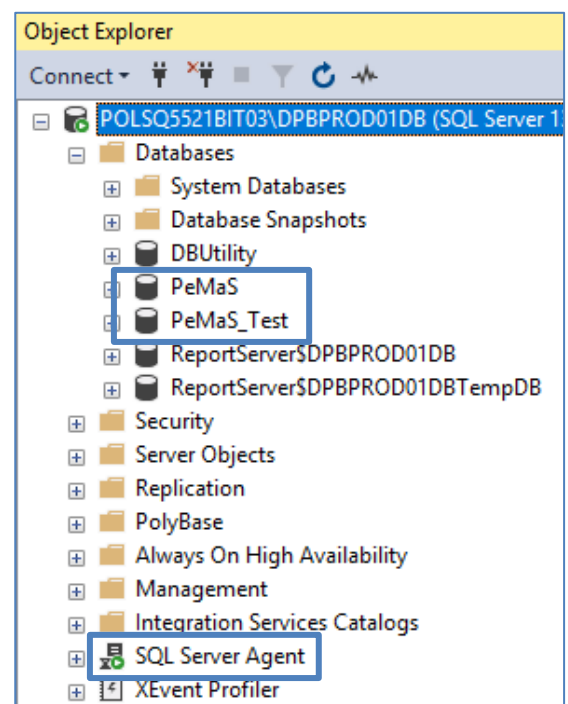 Object Explorer
Connect
POLSQ5521BIT03\DPBPROD01DB (SQL Server 1
Databases
System Databases
Database Snapshots
DBUtility
PeMaS
PeMaS_Test
ReportServer$DPBPROD01DB
ReportServer$DPBPROD01DBTempDB
Security
Server Objects
Replication
PolyBase
Always On High Availability
Management
Integration Services Catalogs
SQL Server Agent
XEvent Profiler